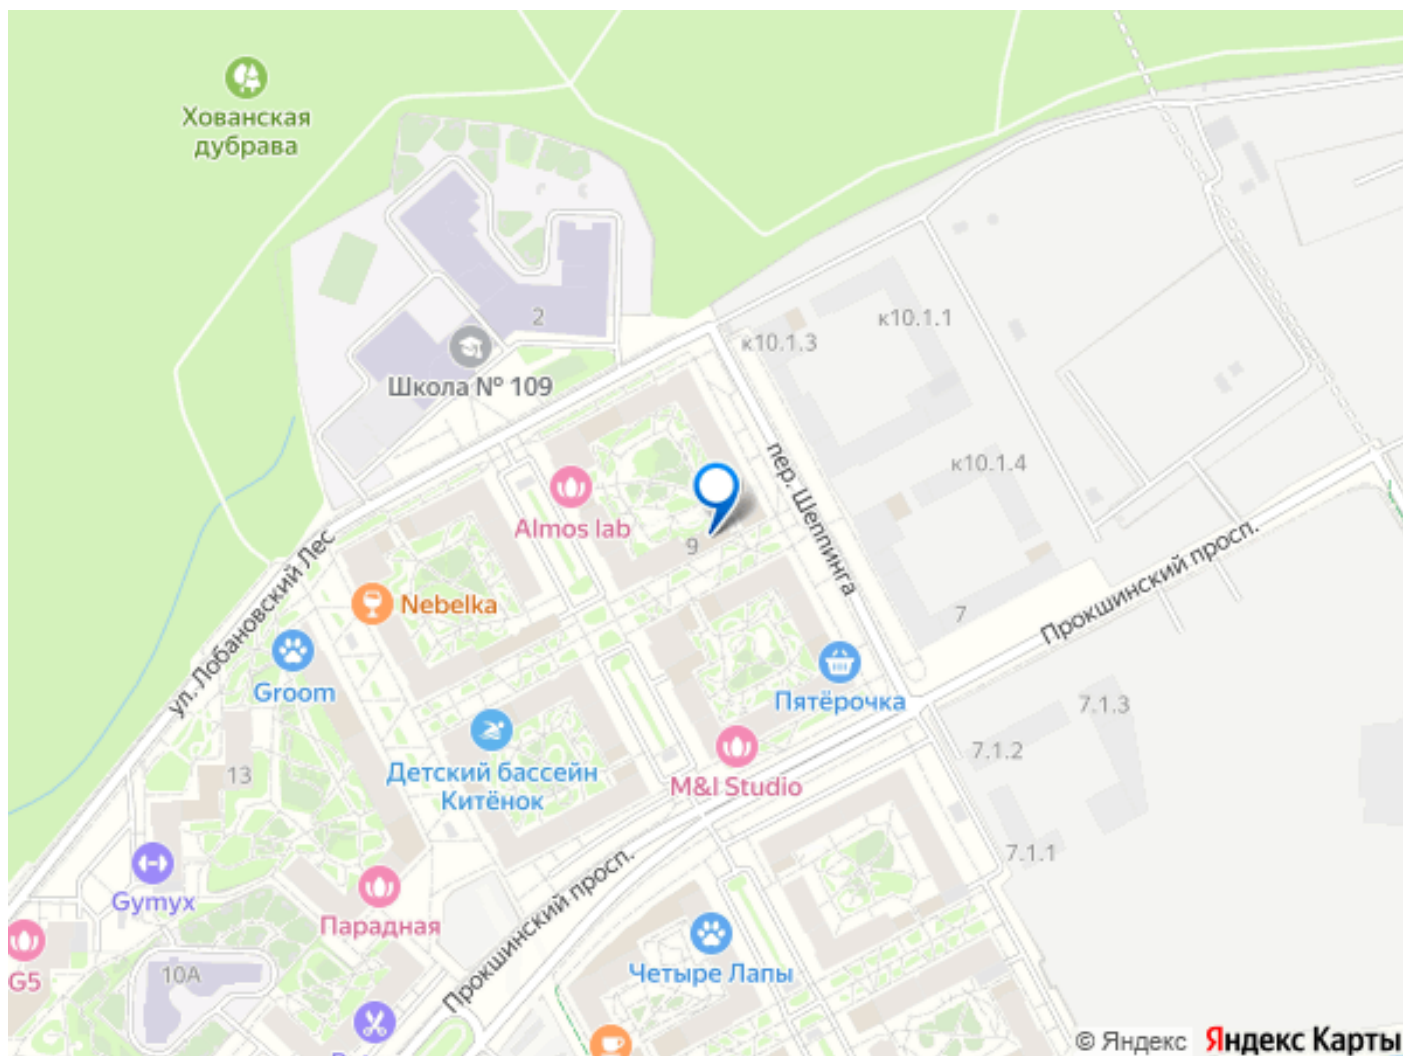 Хованская
дубрава
к10.1.1
2
к10.1.3
Школа № 109
пер. Шеппинга
к10.1.4
Almos lab
9
Прокшинский просп.
ул. Лобановский Лес
Nebelka
7
Groom
Пятёрочка
7.1.3
7.1.2
13
Детский бассейн
Китёнок
M&I Studio
7.1.1
Прокшинский просп.
Gymyx
Парадная
G5
10А
Четыре Лапы
© Яндекс Яндекс Карты